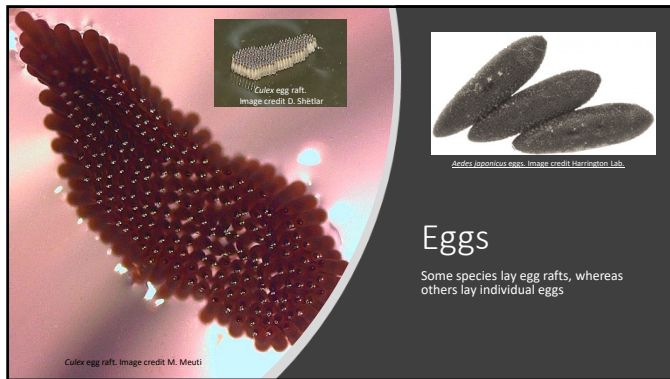 Culex egg raft.
Image credit D. Shetlar
Aedes japonicus eggs. Image credit Harrington Lab.
Eggs
Some species lay egg rafts, whereas
others lay individual eggs
Culex egg raft. Image credit M. Meuti